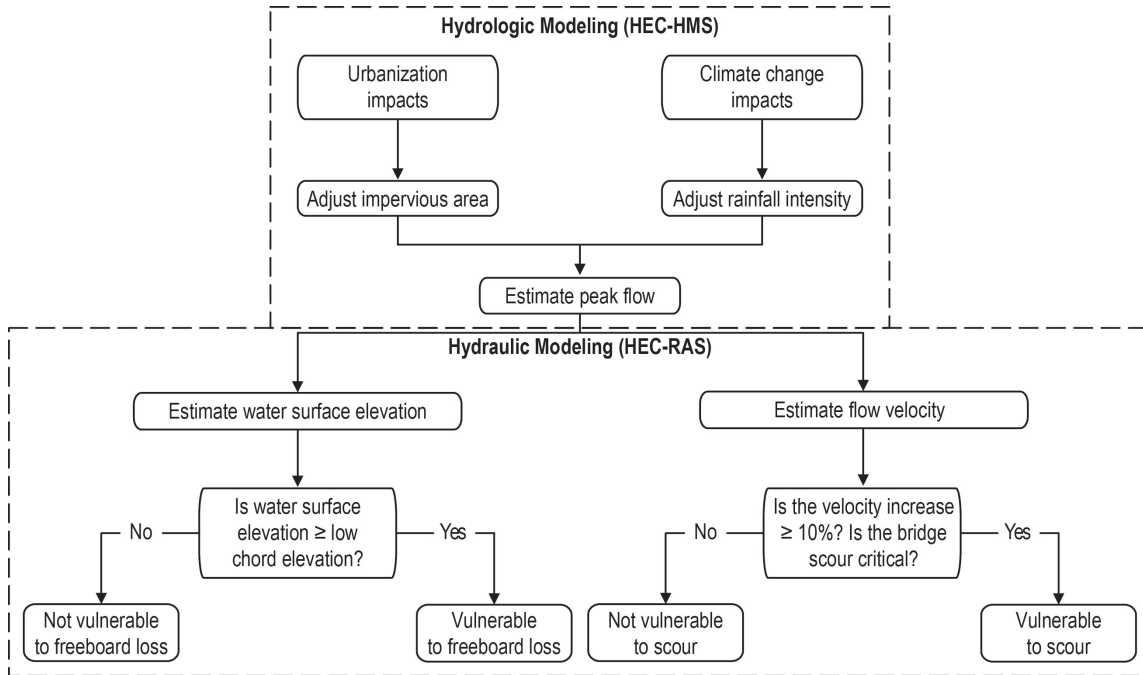 Hydrologic Modeling (HEC-HMS)
Urbanization
impacts
Climate change
impacts
Adjust impervious area
Adjust rainfall intensity
Estimate peak flow
Hydraulic Modeling (HEC-RAS)
Estimate water surface elevation
Estimate flow velocity
Is water surface
elevation ≥ low
chord elevation?
No
Yes
Is the velocity increase
≥ 10%? Is the bridge
scour critical?
No
Yes
Not vulnerable
to freeboard loss
Vulnerable
to freeboard loss
Not vulnerable
to scour
Vulnerable
to scour